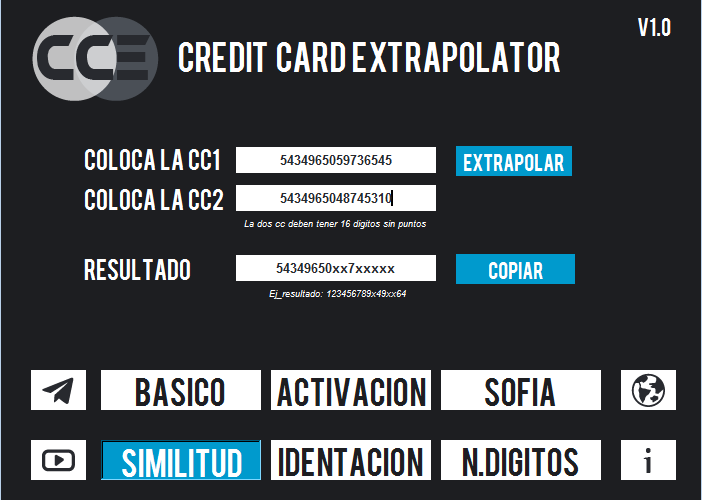 CCE
CREDIT CARD EXTRAPOLATOR
V1.0
COLOCA LA CC1
5434965059736545
EXTRAPOLAR
COLOCA LA CC2
5434965048745310
La dos cc deben tener 16 digitos sin puntos
RESULTADO
54349650xx7xxxxx
COPIAR
Ej_resultado: 123456789x49xx64
BASICO
ACTIVACION
SOFIA
SIMILITUD
IDENTACION
N.DIGITOS
i